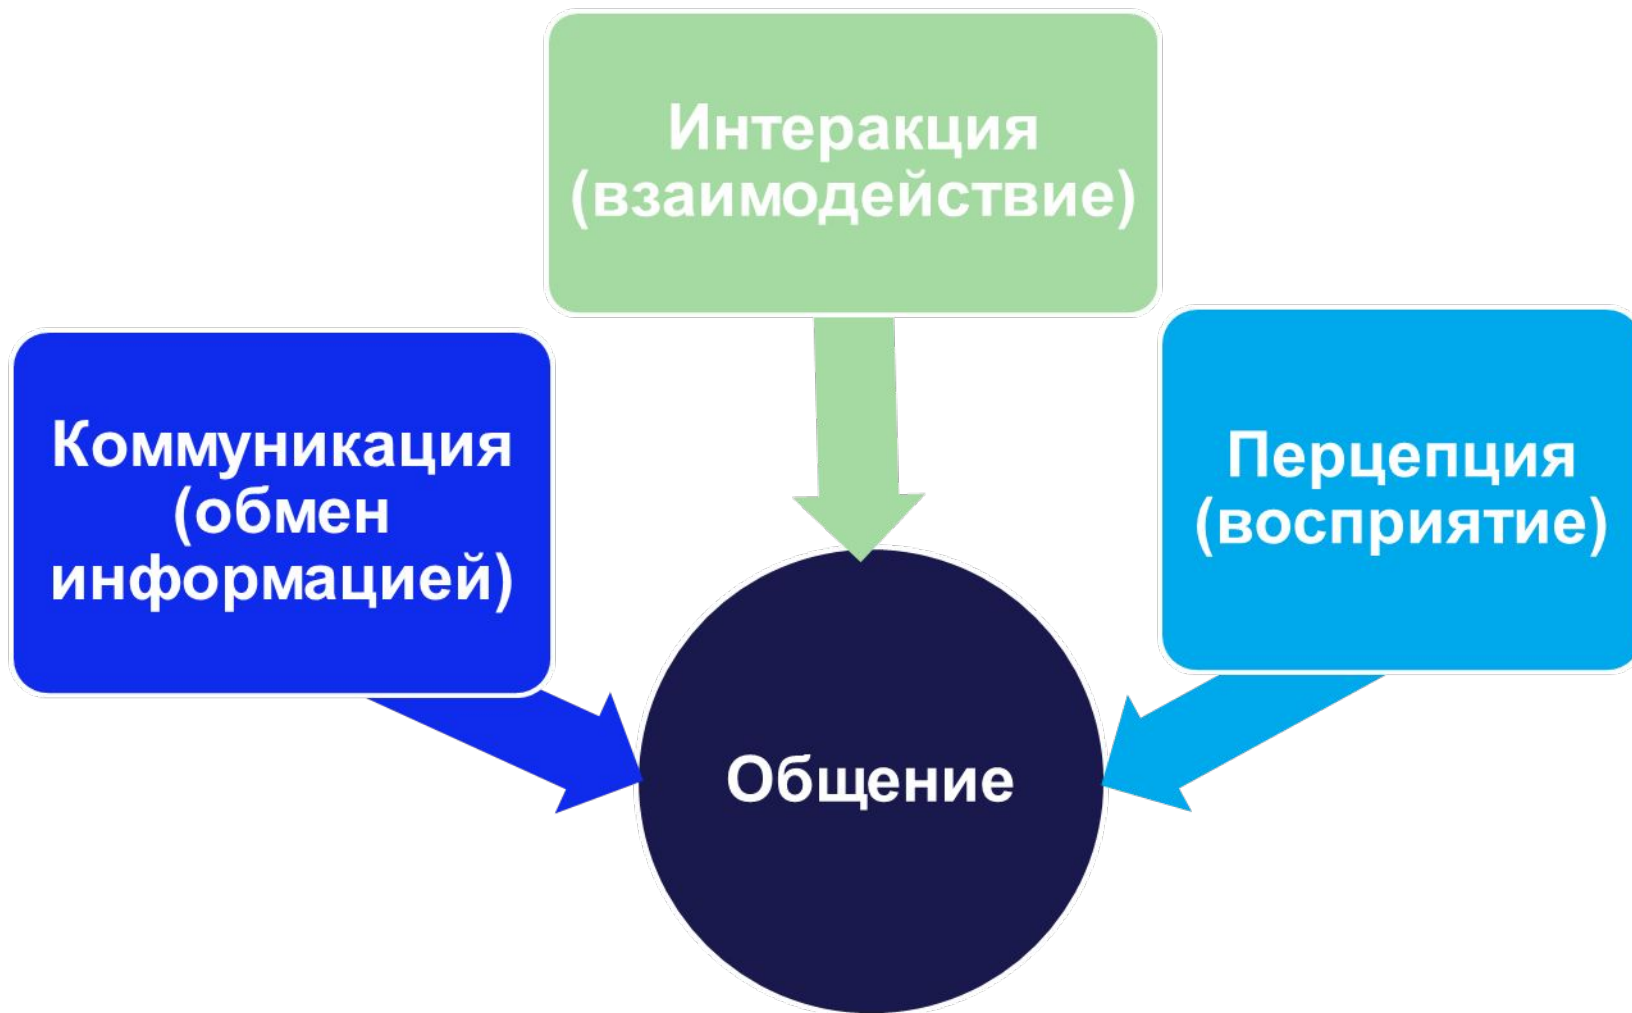 Интеракция
(взаимодействие)
Коммуникация
(обмен
информацией)
Перцепция
(восприятие)
Общение